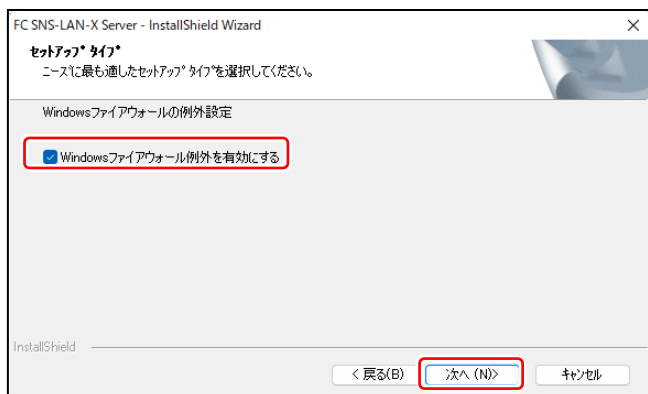 FC SNS-LAN-X Server - InstallShield Wizard
セットアップ タイプ
ニーズに最も適したセットアップ タイプを選択してください。
Windowsファイアウォールの例外設定
Windowsファイアウォール例外を有効にする
InstallShield
< 戻る(B)
次へ (N)>
キャンセル